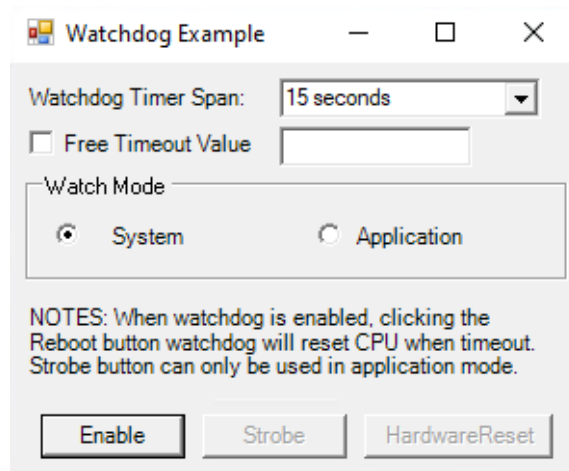 Watchdog Example
Watchdog Timer Span: 15 seconds
Free Timeout Value
Watch Mode
System Application
NOTES: When watchdog is enabled, clicking the
Reboot button watchdog will reset CPU when timeout.
Strobe button can only be used in application mode.
Enable Strobe HardwareReset